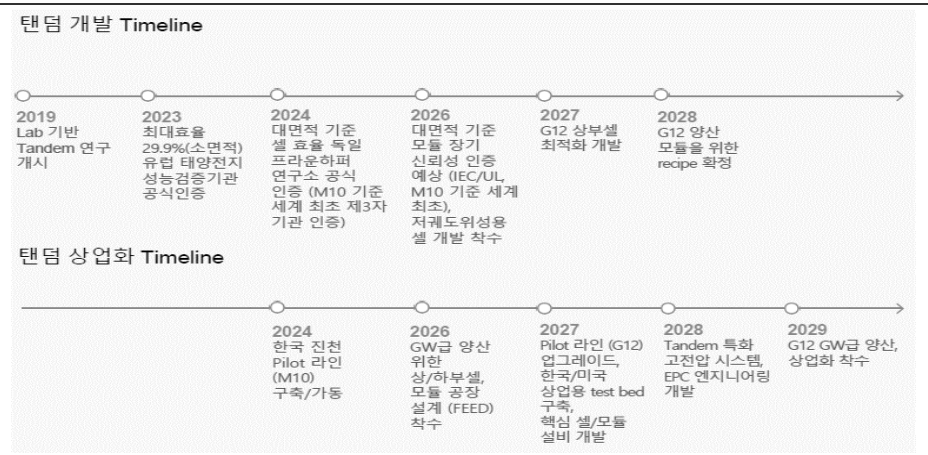 탠덤 개발 Timeline
2019
Lab 기반
Tandem 연구
개시
2023
최대효율
29.9%(소면적)
유럽 태양전지
성능검증기관
공식인증
2024
대면적 기준
셀 효율 독일
프라운하퍼
연구소 공식
인증 (M10 기준
세계 최초 제3자
기관 인증)
2026
대면적 기준
모듈 장기
신뢰성 인증
예상 (IEC/UL,
M10 기준 세계
최초),
저궤도위성용
셀 개발 착수
2027
G12 상부셀
최적화 개발
2028
G12 양산
모듈을 위한
recipe 확정
탠덤 상업화 Timeline
2024
한국 진천
Pilot 라인
(M10)
구축/가동
2026
GW급 양산
위한
상/하부셀,
모듈 공장
설계 (FEED)
착수
2027
Pilot 라인 (G12)
업그레이드,
한국/미국
상업용 test bed
구축,
핵심 셀/모듈
설비 개발
2028
Tandem 특화
고전압 시스템,
EPC 엔지니어링
개발
2029
G12 GW급 양산,
상업화 착수